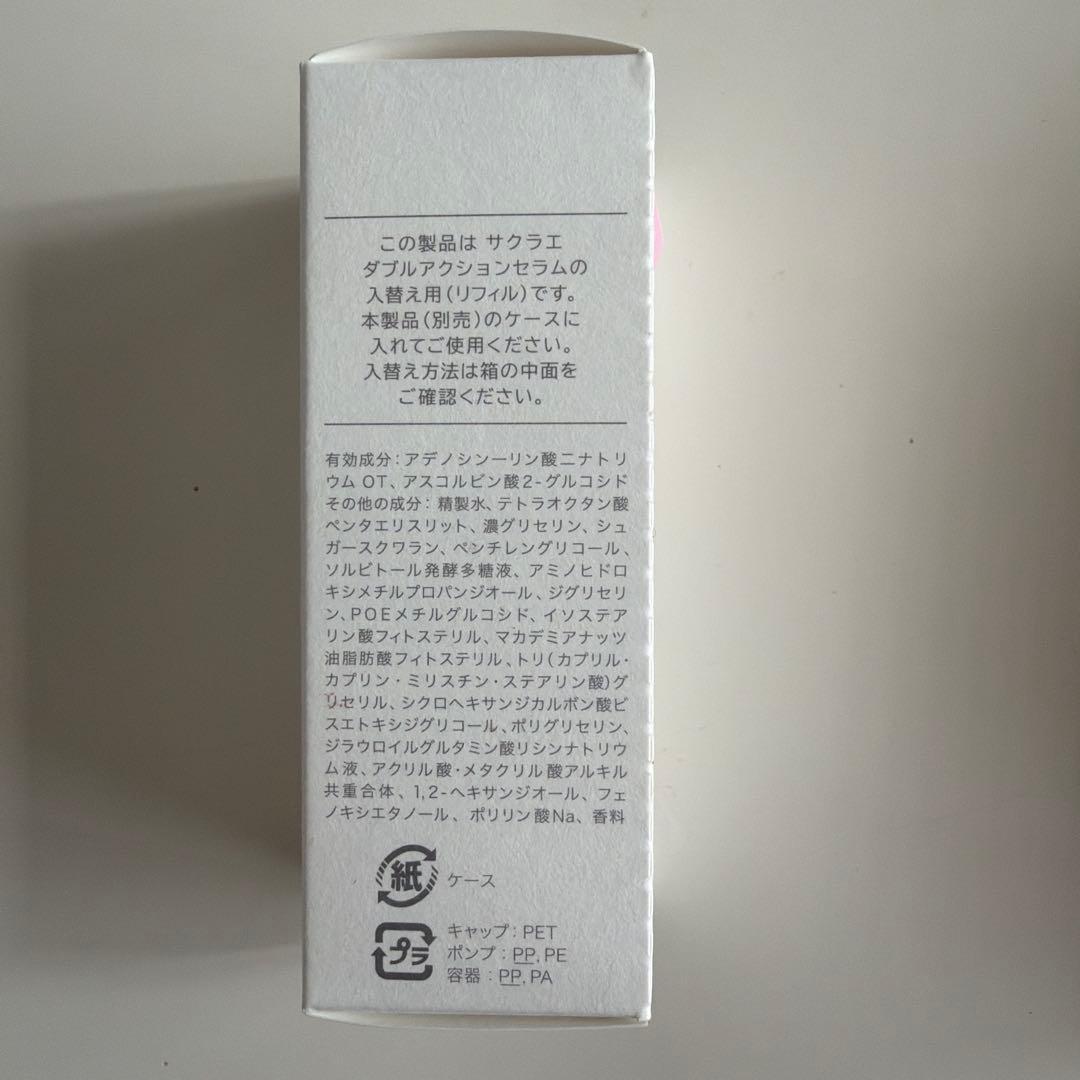 この製品は サクラエ
ダブルアクションセラムの
入替え用(リフィル)です。
本製品(別売)のケースに
入れてご使用ください。
入替え方法は箱の中面を
ご確認ください。
有効成分:アデノシン一リン酸二ナトリ
ウム OT、アスコルビン酸2-グルコシド
その他の成分:精製水、テトラオクタン酸
ペンタエリスリット、濃グリセリン、シュ
ガースクワラン、ペンチレングリコール、
ソルビトール発酵多糖液、アミノヒドロ
キシメチルプロパンジオール、ジグリセリ
ン、POEメチルグルコシド、イソステア
リン酸フィトステリル、マカデミアナッツ
油脂肪酸フィトステリル、トリ(カプリル・
カプリン・ミリスチン・ステアリン酸)グ
リセリル、シクロヘキサンジカルボン酸ビ
スエトキシジグリコール、ポリグリセリン、
ジラウロイルグルタミン酸リシンナトリウ
ム液、アクリル酸・メタクリル酸アルキル
共重合体、1,2-ヘキサンジオール、フェ
ノキシエタノール、ポリリン酸Na、香料
紙 ケース
プラ キャップ:PET
ポンプ:PP,PE
容器:PP,PA